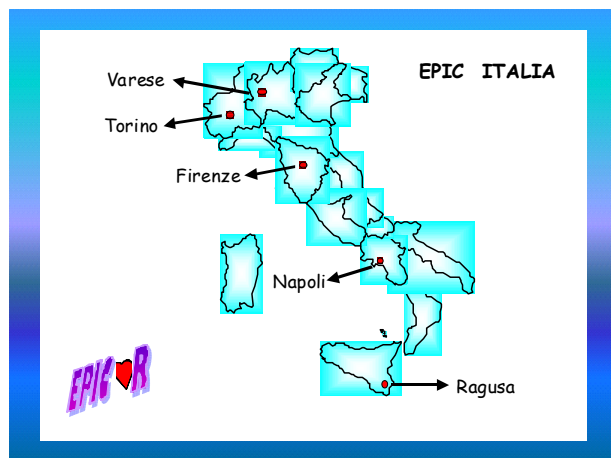 EPIC ITALIA
Varese
Torino
Firenze
Napoli
Ragusa
EPIC R